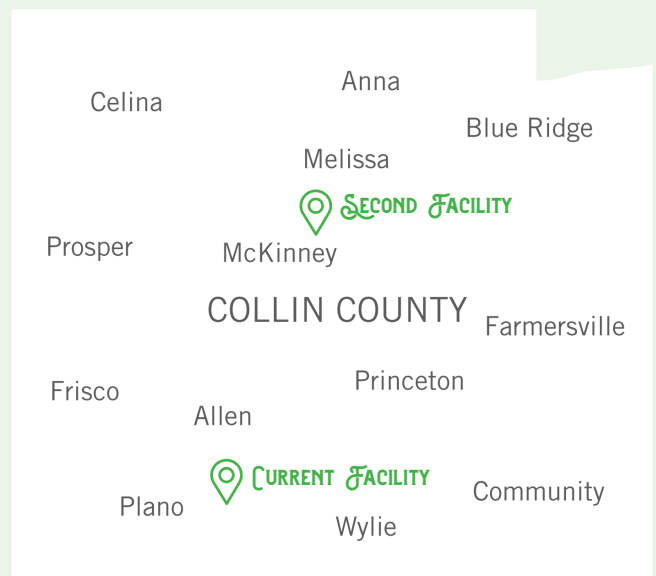 Anna
Celina
Blue Ridge
Melissa
Second Facility
Prosper
McKinney
COLLIN COUNTY
Farmersville
Princeton
Frisco
Allen
Current Facility
Community
Plano
Wylie